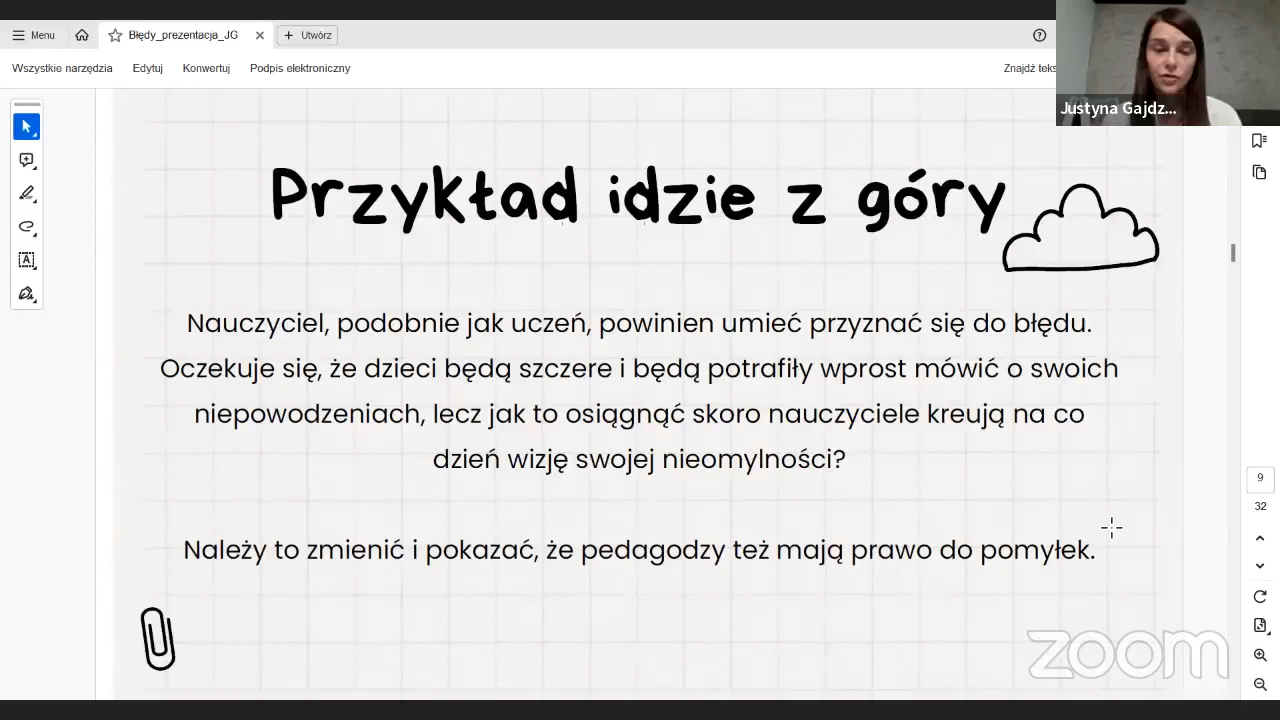 Menu
Błędy_prezentacja_JG
Utwórz
Wszystkie narzędzia
Edytuj
Konwertuj
Podpis elektroniczny
Znajdź teks
Justyna Gajdz...
Przykład idzie z góry
Nauczyciel, podobnie jak uczeń, powinien umieć przyznać się do błędu.
Oczekuje się, że dzieci będą szczere i będą potrafiły wprost mówić o swoich
niepowodzeniach, lecz jak to osiągnąć skoro nauczyciele kreują na co
dzień wizję swojej nieomylności?
Należy to zmienić i pokazać, że pedagodzy też mają prawo do pomyłek.
9
32
zoom